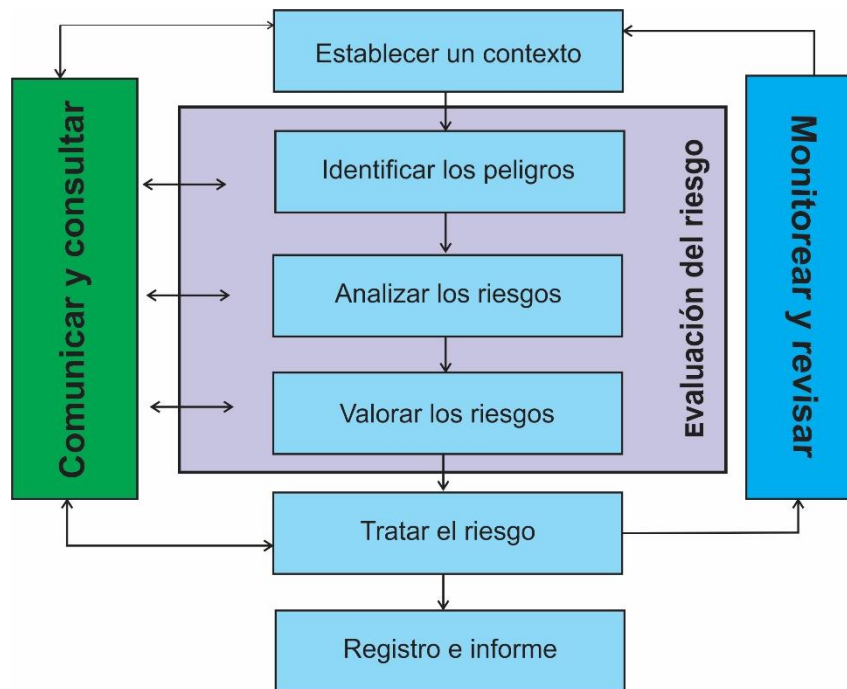 Establecer un contexto
Comunicar y consultar
Identificar los peligros
Analizar los riesgos
Valorar los riesgos
Evaluación del riesgo
Monitorear y revisar
Tratar el riesgo
Registro e informe